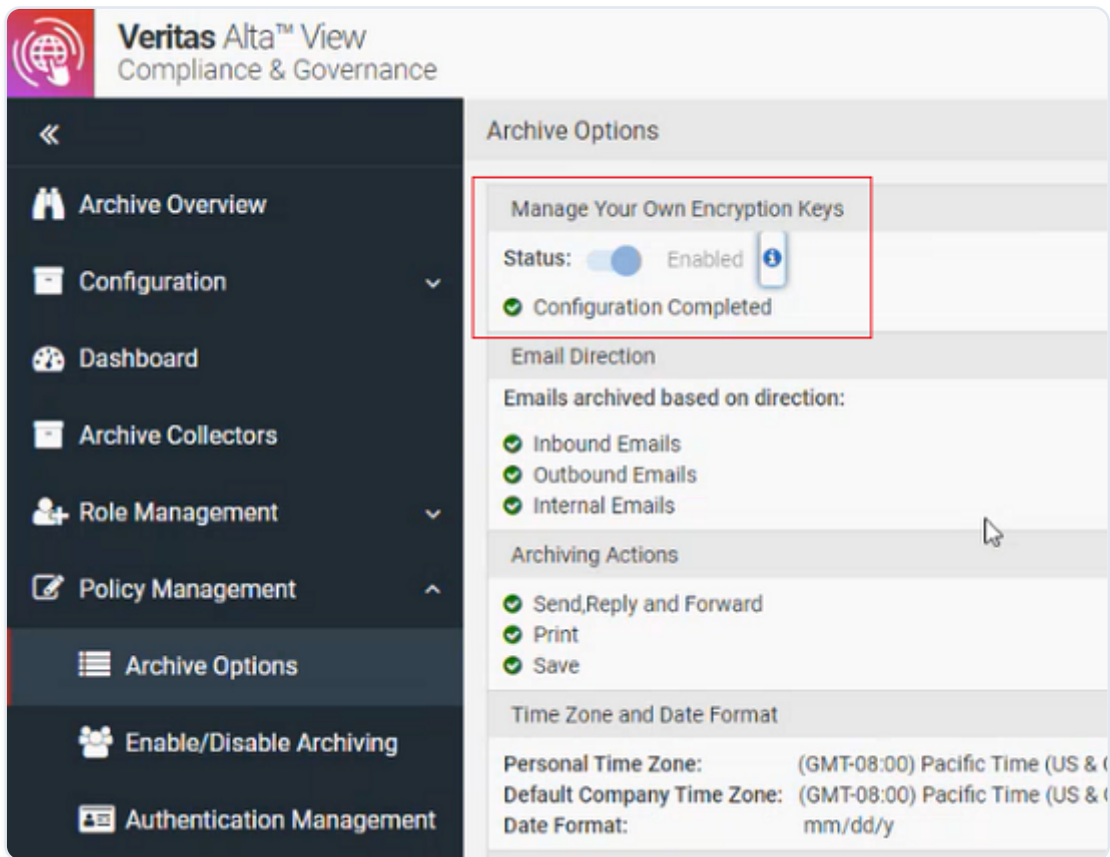 Veritas Alta™ View
Compliance & Governance
Archive Overview
Configuration
Dashboard
Archive Collectors
Role Management
Policy Management
Archive Options
Enable/Disable Archiving
Authentication Management
Archive Options
Manage Your Own Encryption Keys
Status: Enabled
Configuration Completed
Email Direction
Emails archived based on direction:
Inbound Emails
Outbound Emails
Internal Emails
Archiving Actions
Send,Reply and Forward
Print
Save
Time Zone and Date Format
Personal Time Zone: (GMT-08:00) Pacific Time (US &
Default Company Time Zone: (GMT-08:00) Pacific Time (US &
Date Format: mm/dd/y